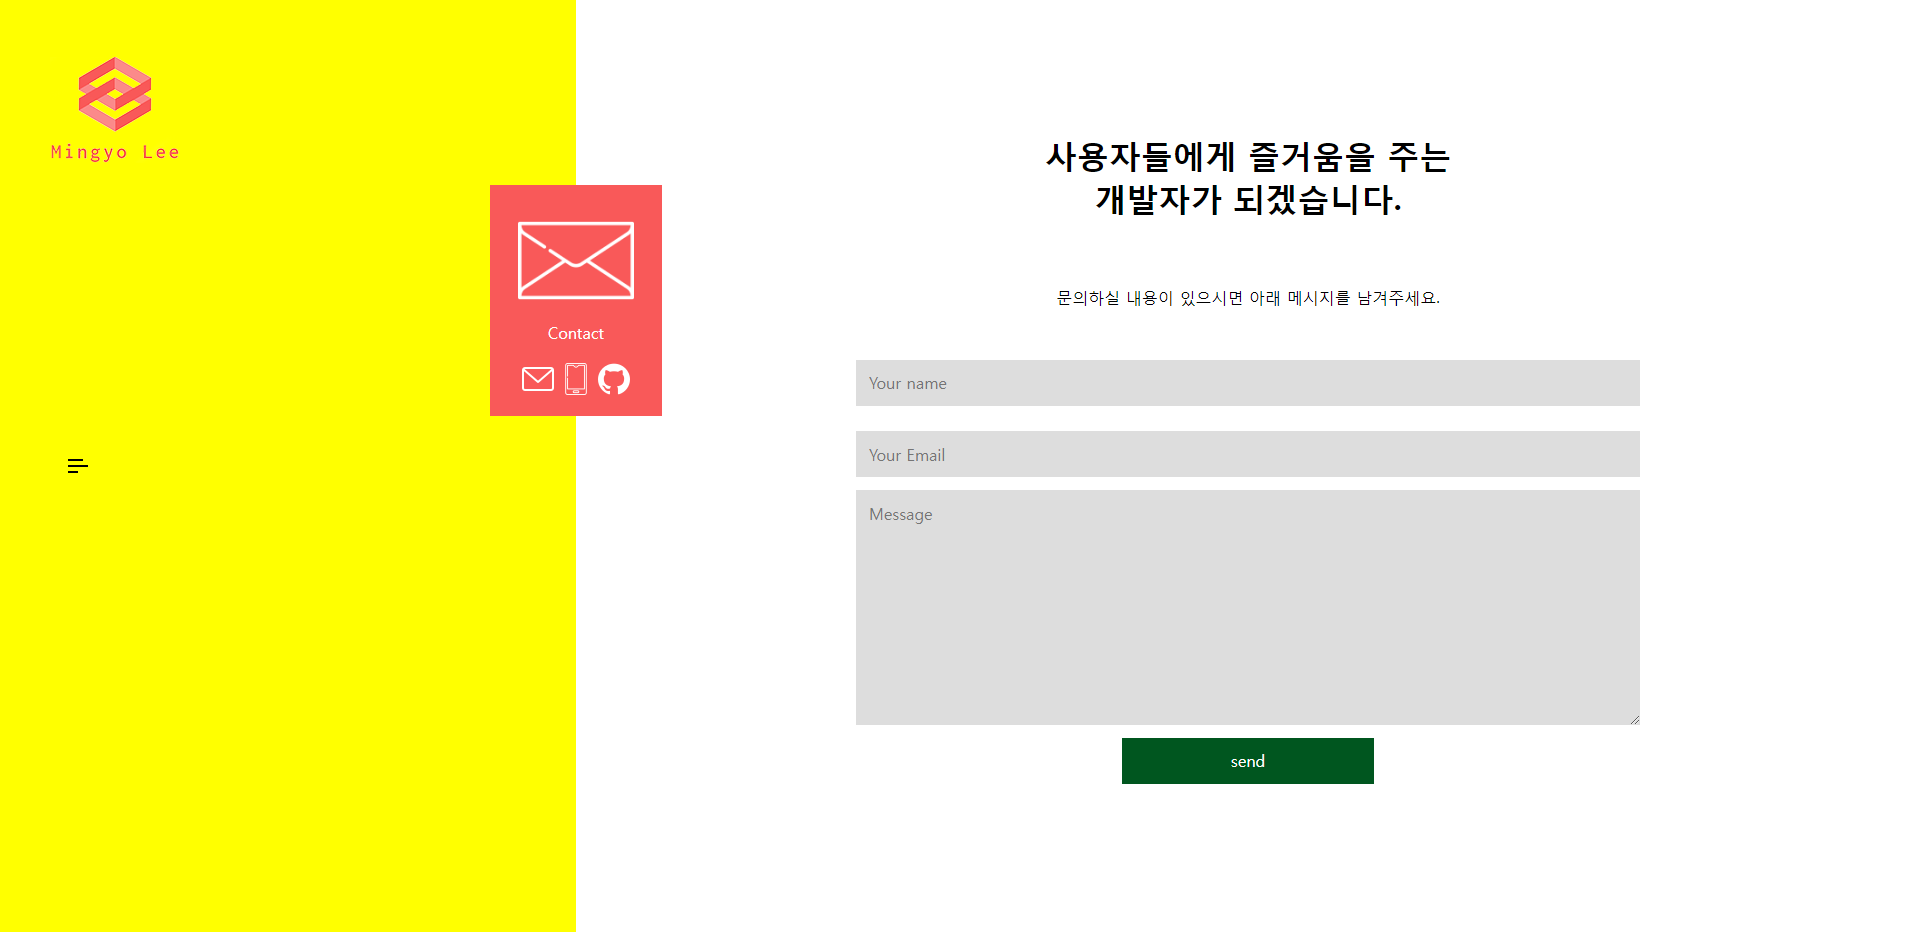 Mingyo Lee
Contact
사용자들에게 즐거움을 주는
개발자가 되겠습니다.
문의하실 내용이 있으시면 아래 메시지를 남겨주세요.
Your name
Your Email
Message
send